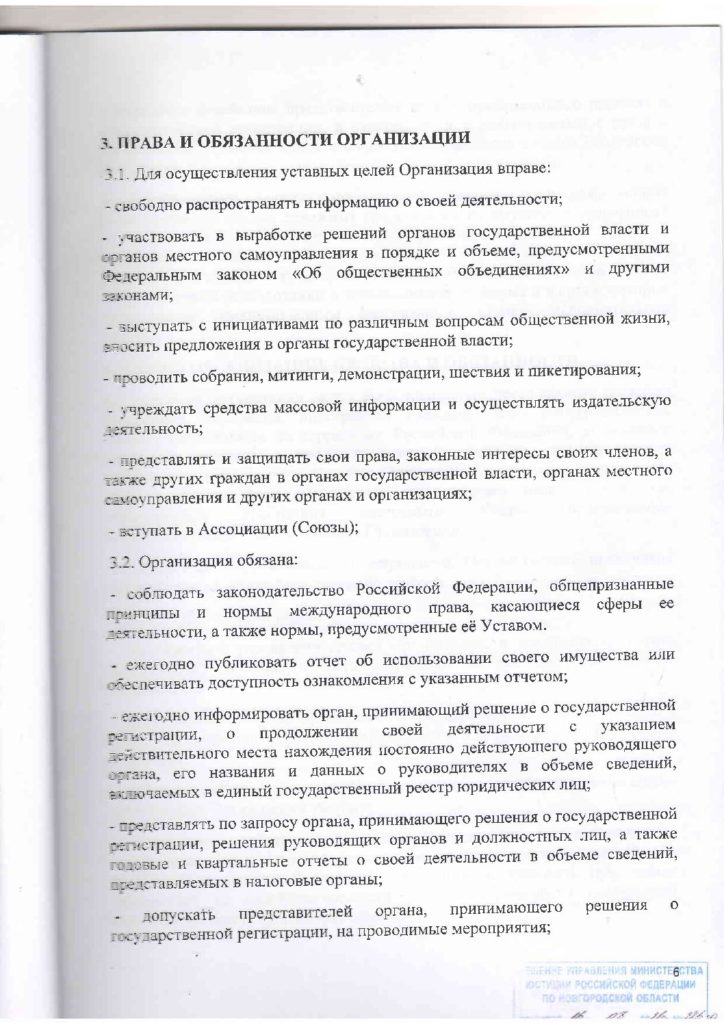 3. ПРАВА И ОБЯЗАННОСТИ ОРГАНИЗАЦИИ
3.1. Для осуществления уставных целей Организация вправе:
- свободно распространять информацию о своей деятельности;
- участвовать в выработке решений органов государственной власти и
органов местного самоуправления в порядке и объеме, предусмотренными
Федеральным законом «Об общественных объединениях» и другими
законами;
- выступать с инициативами по различным вопросам общественной жизни,
вносить предложения в органы государственной власти;
- проводить собрания, митинги, демонстрации, шествия и пикетирования;
- учреждать средства массовой информации и осуществлять издательскую
деятельность;
- представлять и защищать свои права, законные интересы своих членов, а
также других граждан в органах государственной власти, органах местного
самоуправления и других органах и организациях;
- вступать в Ассоциации (Союзы);
3.2. Организация обязана:
- соблюдать законодательство Российской Федерации, общепризнанные
принципы и нормы международного права, касающиеся сферы ее
деятельности, а также нормы, предусмотренные её Уставом.
- ежегодно публиковать отчет об использовании своего имущества или
обеспечивать доступность ознакомления с указанным отчетом;
- ежегодно информировать орган, принимающий решение о государственной
регистрации, о продолжении своей деятельности с указанием
действительного места нахождения постоянно действующего руководящего
органа, его названия и данных о руководителях в объеме сведений,
включаемых в единый государственный реестр юридических лиц;
- представлять по запросу органа, принимающего решения о государственной
регистрации, решения руководящих органов и должностных лиц, а также
годовые и квартальные отчеты о своей деятельности в объеме сведений,
представляемых в налоговые органы;
- допускать представителей органа, принимающего решения о
государственной регистрации, на проводимые мероприятия;
6
УПРАВЛЕНИЯ МИНИСТЕРСТВА
ЮСТИЦИИ РОССИЙСКОЙ ФЕДЕРАЦИИ
ПО НОВГОРОДСКОЙ ОБЛАСТИ